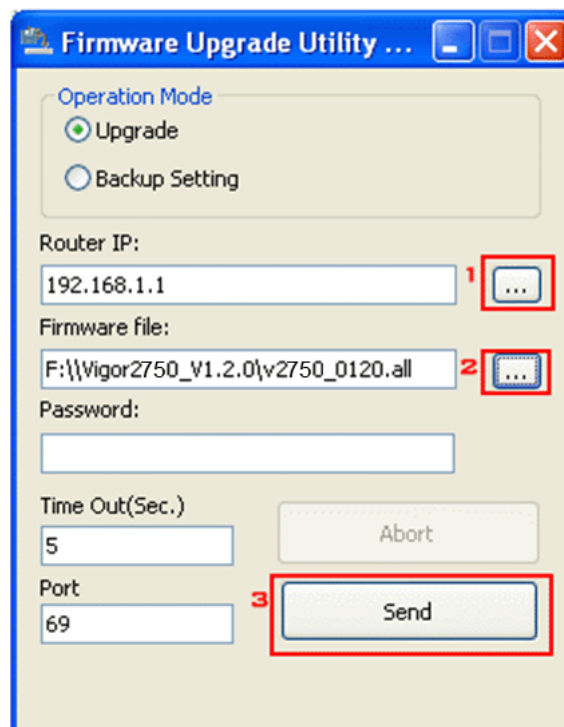 Firmware Upgrade Utility ...
Operation Mode
Upgrade
Backup Setting
Router IP:
192.168.1.1
1
...
Firmware file:
F:\\Vigor2750_V1.2.0\v2750_0120.all
2
...
Password:
Time Out(Sec.)
5
Abort
Port
69
3
Send